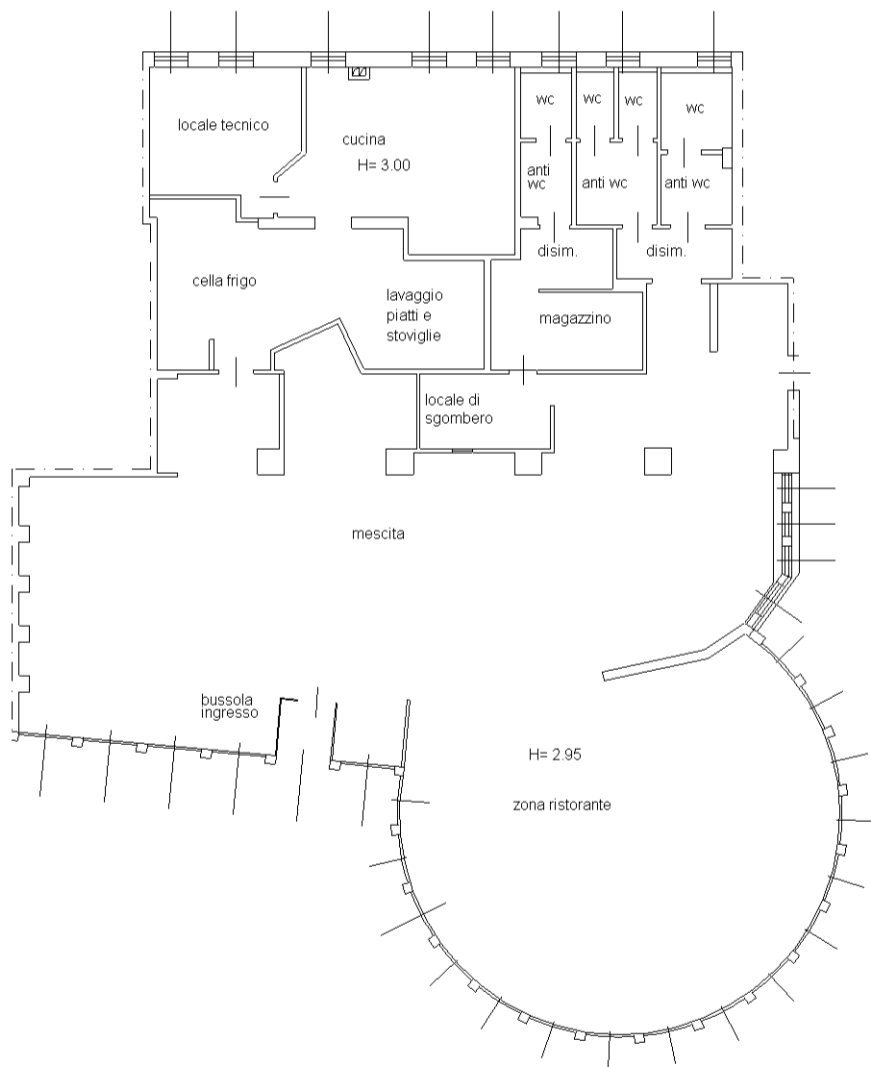 wc
wc
wc
wc
locale tecnico
cucina
H= 3.00
anti
wc
anti wc
anti wc
disim.
disim.
cella frigo
lavaggio
piatti e
stoviglie
magazzino
locale di
sgombero
mescita
bussola
ingresso
H= 2.95
zona ristorante